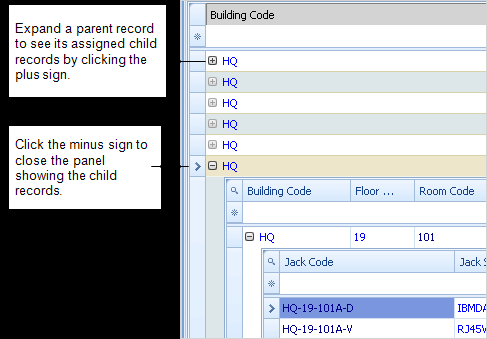 Expand a parent record
to see its assigned child
records by clicking the
plus sign.
Click the minus sign to
close the panel
showing the child
records.
Building Code
HQ
HQ
HQ
HQ
HQ
HQ
Building Code Floor ... Room Code
HQ 19 101
Jack Code Jack S
HQ-19-101A-D IBMDA
HQ-19-101A-V RJ45V